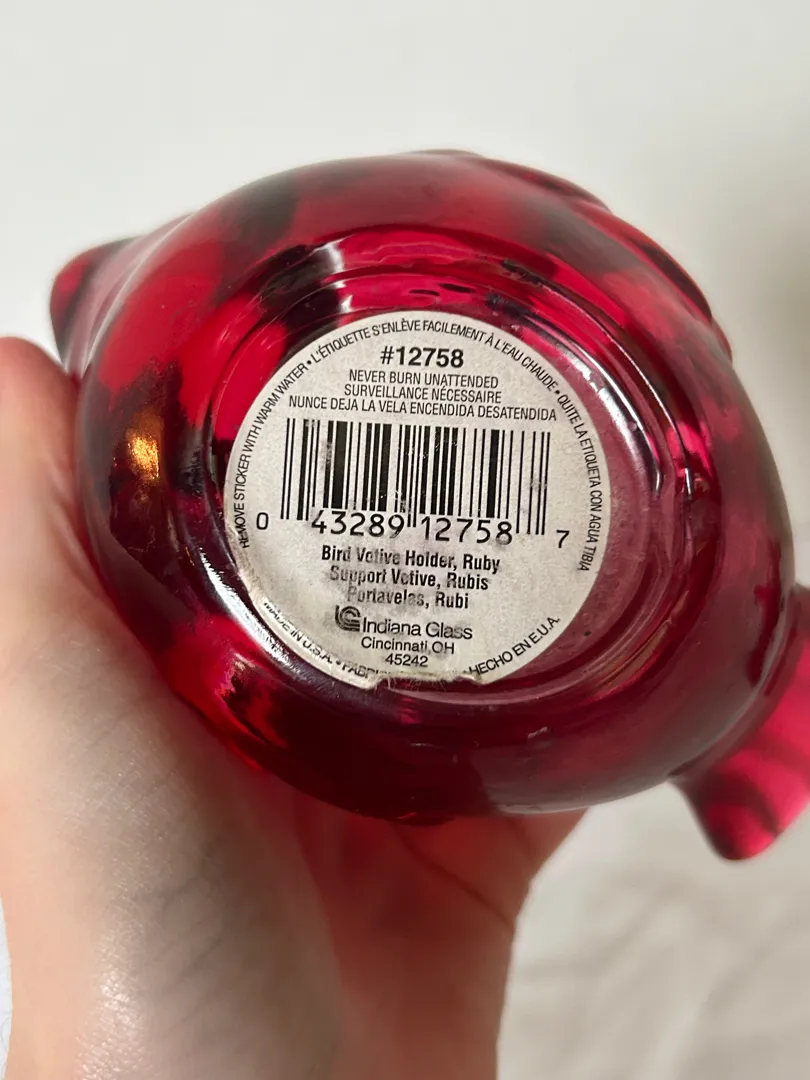 REMOVE STICKER WITH WARM WATER • L'ÉTIQUETTE S'ENLÈVE FACILEMENT À L'EAU CHAUDE • QUITE LA ETIQUETA CON AGUA TIBIA
#12758
NEVER BURN UNATTENDED
SURVEILLANCE NÉCESSAIRE
NUNCE DEJA LA VELA ENCENDIDA DESATENDIDA
0 43289 12758 7
Bird Votive Holder, Ruby
Support Votive, Rubis
Portavelas, Rubi
Indiana Glass
Cincinnati, OH
45242
MADE IN U.S.A. • HECHO EN E.U.A.